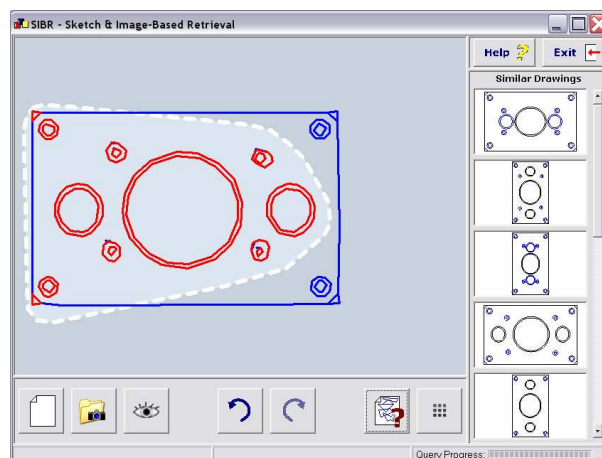 SIBR - Sketch & Image-Based Retrieval
Help ? Exit
Similar Drawings
Query Progress: